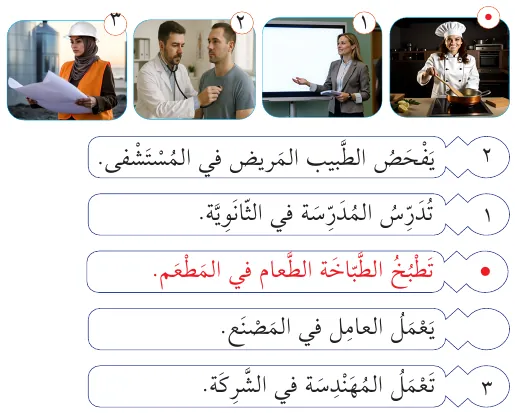 • ١ ٢ ٣
٢ يَفْحَصُ الطَّبيب المَريض في المُسْتَشْفى.
١ تُدَرِّسُ المُدَرِّسَة في الثّانَوِيَّة.
• تَطْبُخُ الطَّبّاخَة الطَّعام في المَطْعَم.
يَعْمَلُ العامِل في المَصْنَع.
٣ تَعْمَلُ المُهَنْدِسَة في الشَّرِكَة.